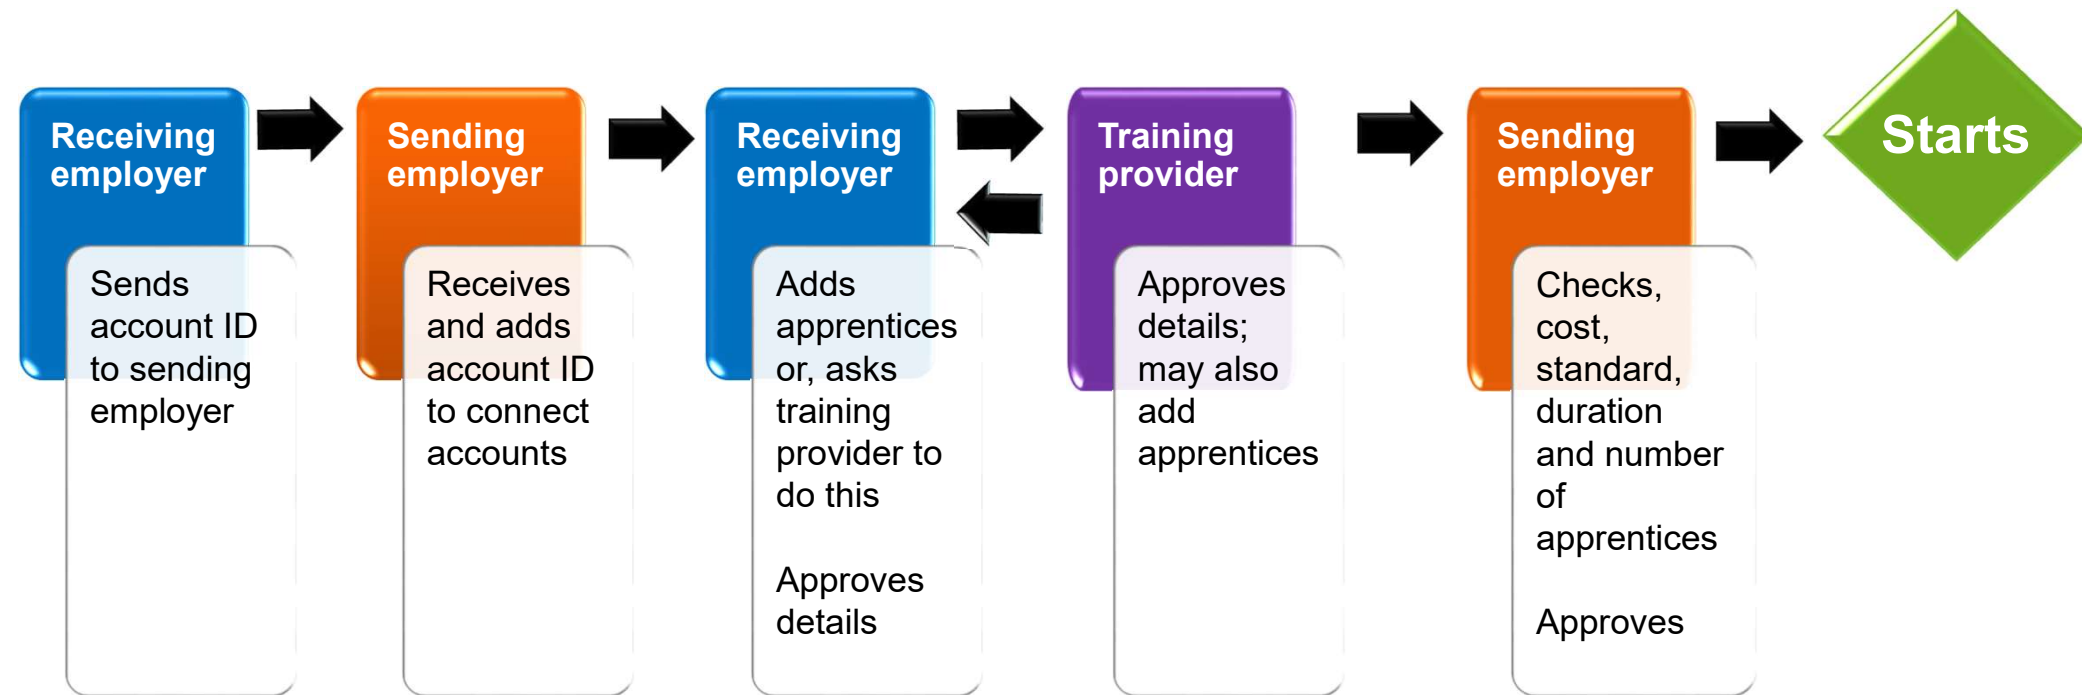 Receiving
employer
Sends
account ID
to sending
employer
Sending
employer
Receives
and adds
account ID
to connect
accounts
Receiving
employer
Adds
apprentices
or, asks
training
provider to
do this
Approves
details
Training
provider
Approves
details;
may also
add
apprentices
Sending
employer
Checks,
cost,
standard,
duration
and number
of
apprentices
Approves
Starts